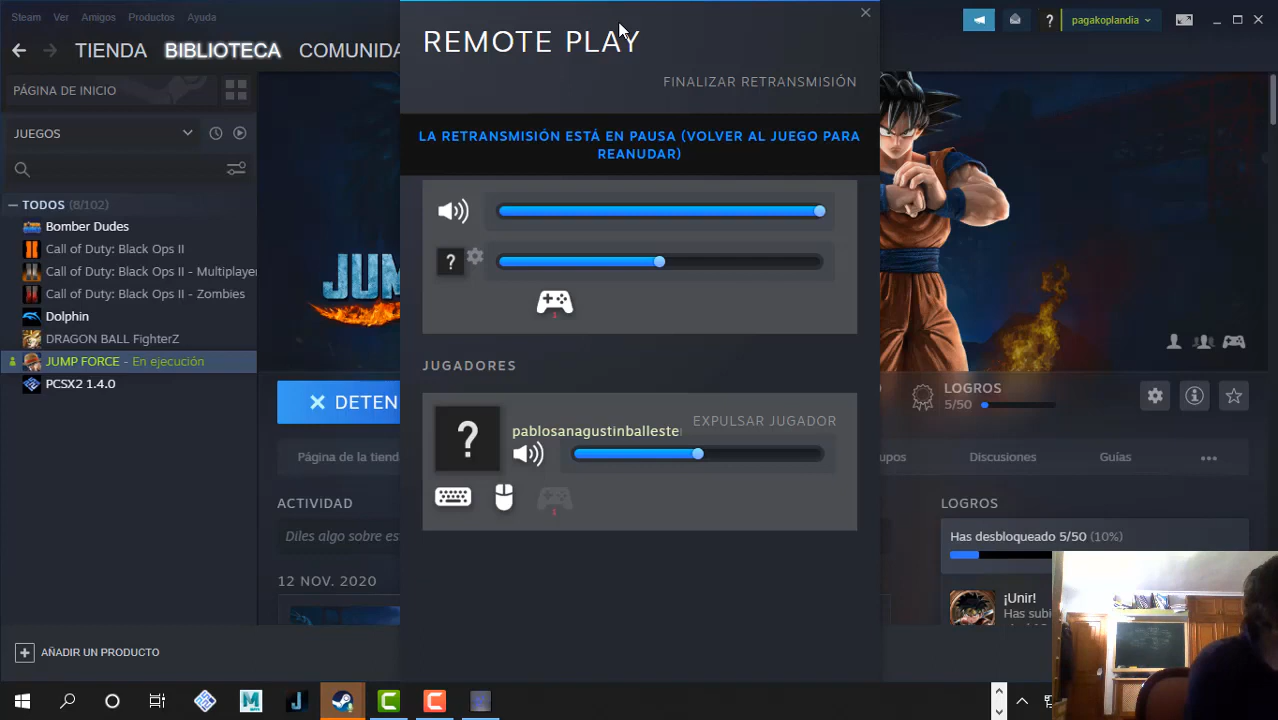 Steam Ver Amigos Productos Ayuda
pagakoplandia
TIENDA BIBLIOTECA COMUNIDA
REMOTE PLAY
FINALIZAR RETRANSMISIÓN
LA RETRANSMISIÓN ESTÁ EN PAUSA (VOLVER AL JUEGO PARA
REANUDAR)
PÁGINA DE INICIO
JUEGOS
TODOS (8/102)
Bomber Dudes
Call of Duty: Black Ops II
Call of Duty: Black Ops II - Multiplayer
Call of Duty: Black Ops II - Zombies
Dolphin
DRAGON BALL FighterZ
JUMP FORCE - En ejecución
PCSX2 1.4.0
AÑADIR UN PRODUCTO
JUM
DETEN
Página de la tienda
ACTIVIDAD
Diles algo sobre es
12 NOV. 2020
?
1
JUGADORES
?
pablosanagustinballeste
EXPULSAR JUGADOR
1
LOGROS
5/50
upos Discusiones Guías
LOGROS
Has desbloqueado 5/50 (10%)
¡Unir!
Has subi